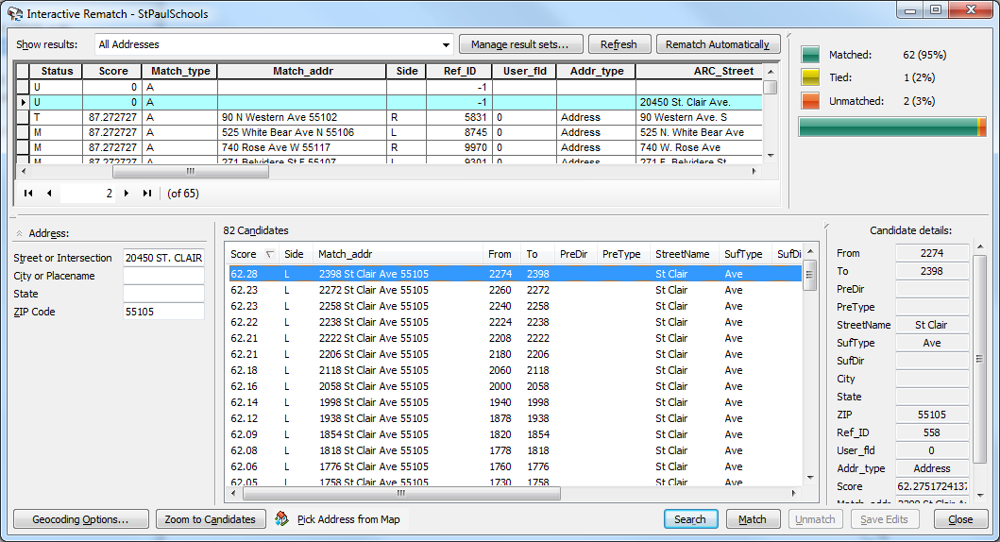 Interactive Rematch - StPaulSchools
Show results: All Addresses Manage result sets... Refresh Rematch Automatically
Status Score Match_type Match_addr Side Ref_ID User_fld Addr_type ARC_Street
U 0 A -1
U 0 A -1 20450 St. Clair Ave.
T 87.272727 A 90 N Western Ave 55102 R 5831 0 Address 90 Western Ave. S
M 87.272727 A 525 White Bear Ave N 55106 L 8745 0 Address 525 N. White Bear Ave
M 87.272727 A 740 Rose Ave W 55117 R 9970 0 Address 740 W. Rose Ave
M 87.272727 A 271 Belvidere St E 55107 L 9301 0 Address 271 E. Belvidere St
2 (of 65)
Matched: 62 (95%)
Tied: 1 (2%)
Unmatched: 2 (3%)
Address:
Street or Intersection 20450 ST. CLAIR
City or Placename
State
ZIP Code 55105
82 Candidates
Score Side Match_addr From To PreDir PreType StreetName SufType SufDi
62.28 L 2398 St Clair Ave 55105 2274 2398 St Clair Ave
62.23 L 2272 St Clair Ave 55105 2260 2272 St Clair Ave
62.23 L 2258 St Clair Ave 55105 2240 2258 St Clair Ave
62.22 L 2238 St Clair Ave 55105 2224 2238 St Clair Ave
62.21 L 2222 St Clair Ave 55105 2208 2222 St Clair Ave
62.21 L 2206 St Clair Ave 55105 2180 2206 St Clair Ave
62.18 L 2118 St Clair Ave 55105 2060 2118 St Clair Ave
62.16 L 2058 St Clair Ave 55105 2000 2058 St Clair Ave
62.14 L 1998 St Clair Ave 55105 1940 1998 St Clair Ave
62.12 L 1938 St Clair Ave 55105 1878 1938 St Clair Ave
62.09 L 1854 St Clair Ave 55105 1820 1854 St Clair Ave
62.08 L 1818 St Clair Ave 55105 1778 1818 St Clair Ave
62.06 L 1776 St Clair Ave 55105 1760 1776 St Clair Ave
62.05 L 1758 St Clair Ave 55105 1730 1758 St Clair Ave
Candidate details:
From 2274
To 2398
PreDir
PreType
StreetName St Clair
SufType Ave
SufDir
City
State
ZIP 55105
Ref_ID 558
User_fld 0
Addr_type Address
Score 62.2751724137
Match_addr 2398 St Clair A
Geocoding Options... Zoom to Candidates Pick Address from Map Search Match Unmatch Save Edits Close